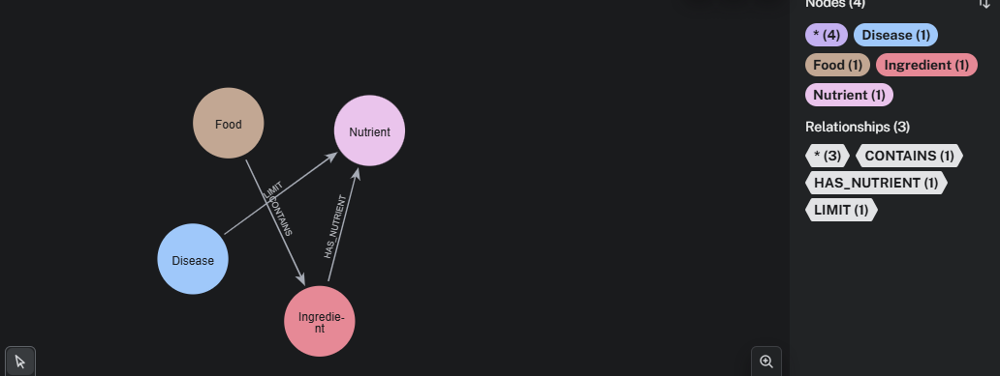 Nodes (4)
* (4)
Disease (1)
Food (1)
Ingredient (1)
Nutrient (1)
Relationships (3)
* (3)
CONTAINS (1)
HAS_NUTRIENT (1)
LIMIT (1)
Food
Nutrient
LIMIT
CONTAINS
HAS_NUTRIENT
Disease
Ingredie-
nt